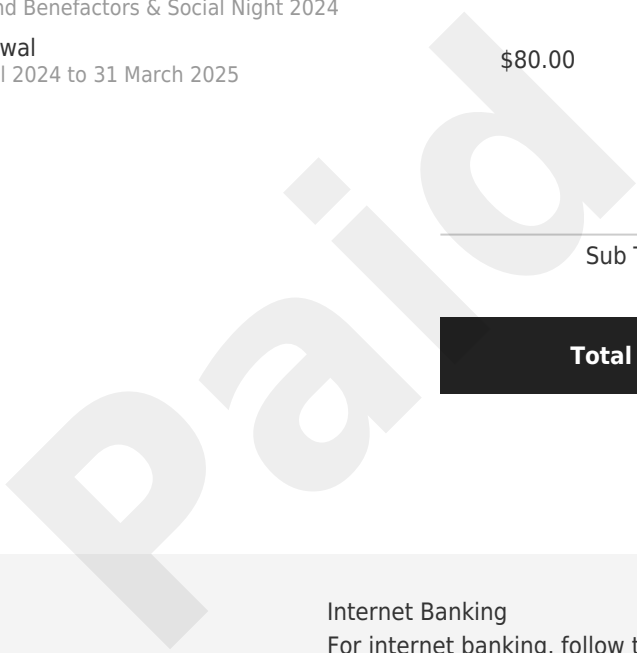 nd Benefactors & Social Night 2024
wal
$80.00
l 2024 to 31 March 2025
Sub
Total
Paid
Internet Banking
For internet banking, follow